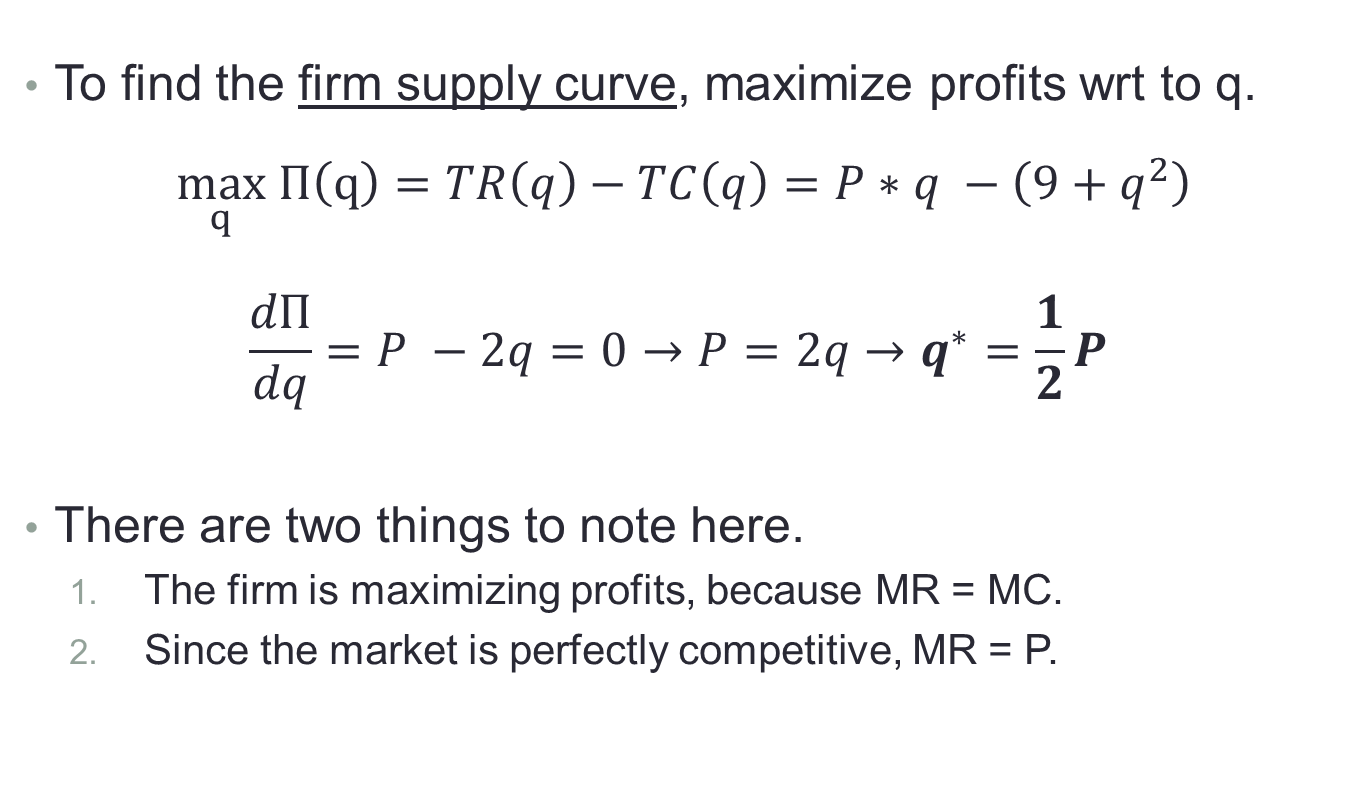 • To find the firm supply curve, maximize profits wrt to q.
max Π(q) = TR(q) − TC(q) = P ∗ q − (9 + q²)
q
dΠ/dq = P − 2q = 0 → P = 2q → q* = 1/2 P
• There are two things to note here.
1. The firm is maximizing profits, because MR = MC.
2. Since the market is perfectly competitive, MR = P.